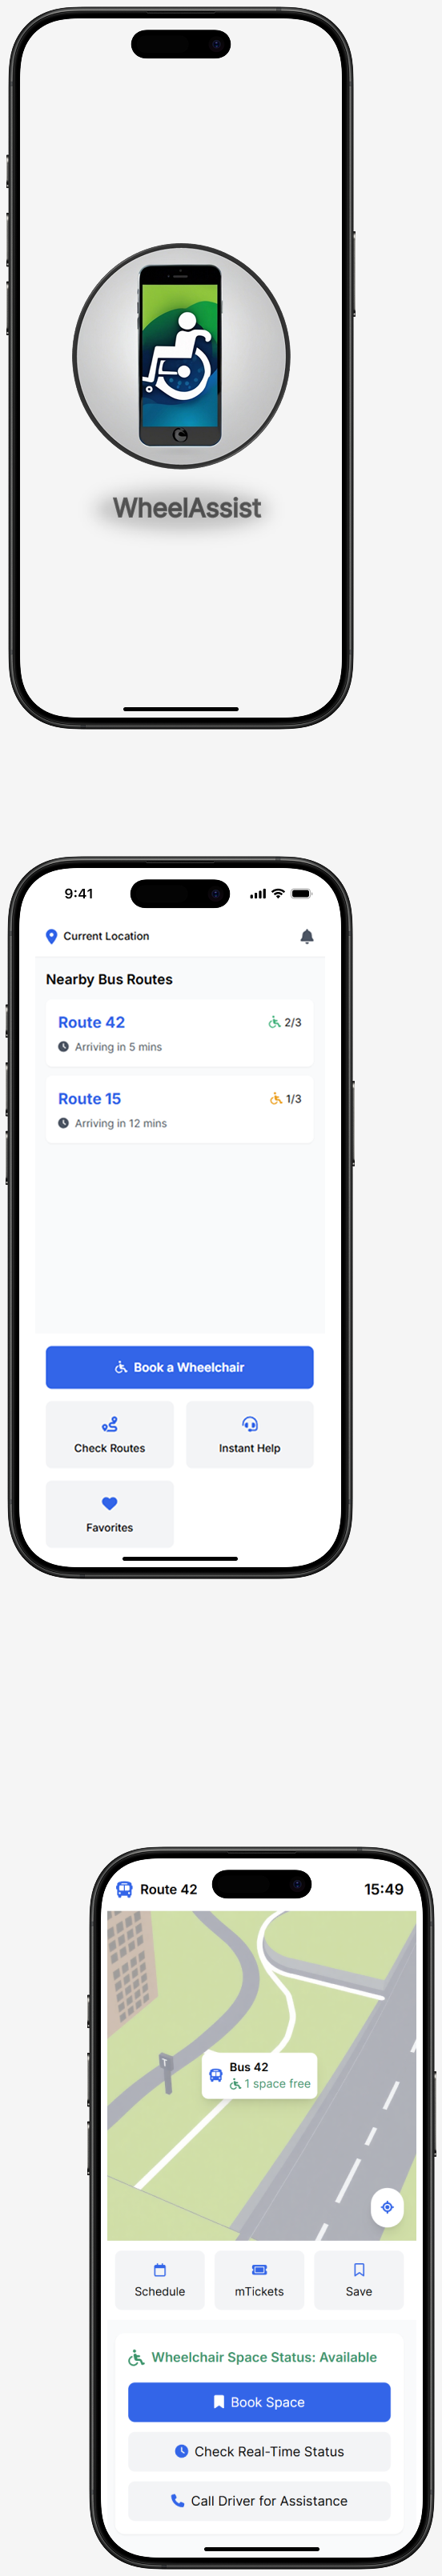 WheelAssist
9:41
Current Location
Nearby Bus Routes
Route 42
2/3
Arriving in 5 mins
Route 15
1/3
Arriving in 12 mins
Book a Wheelchair
Check Routes
Instant Help
Favorites
Route 42
15:49
T
Bus 42
1 space free
Schedule
mTickets
Save
Wheelchair Space Status: Available
Book Space
Check Real-Time Status
Call Driver for Assistance